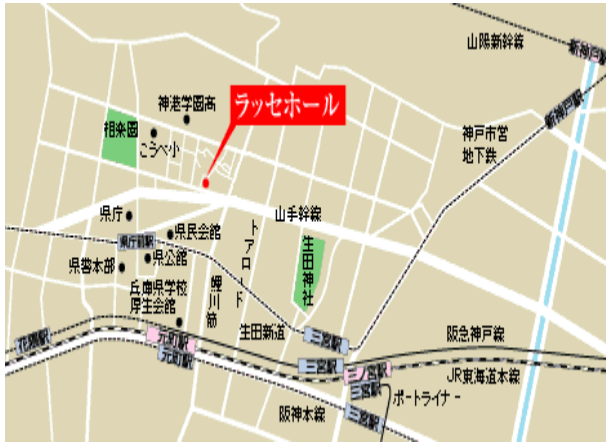 山陽新幹線
新神戸駅
新神戸駅
神戸市営
地下鉄
ラッセホール
神港学園高
相楽園
こうべ小
山手幹線
県庁
県民会館
県庁前駅
県公館
県警本部
トアロード
生田神社
兵庫県学校
厚生会館
鯉川筋
生田新道
三宮駅
阪急神戸線
花隈駅
元町駅
元町駅
三宮駅
三ノ宮駅
JR東海道本線
三宮駅
ポートライナー
阪神本線
三宮駅